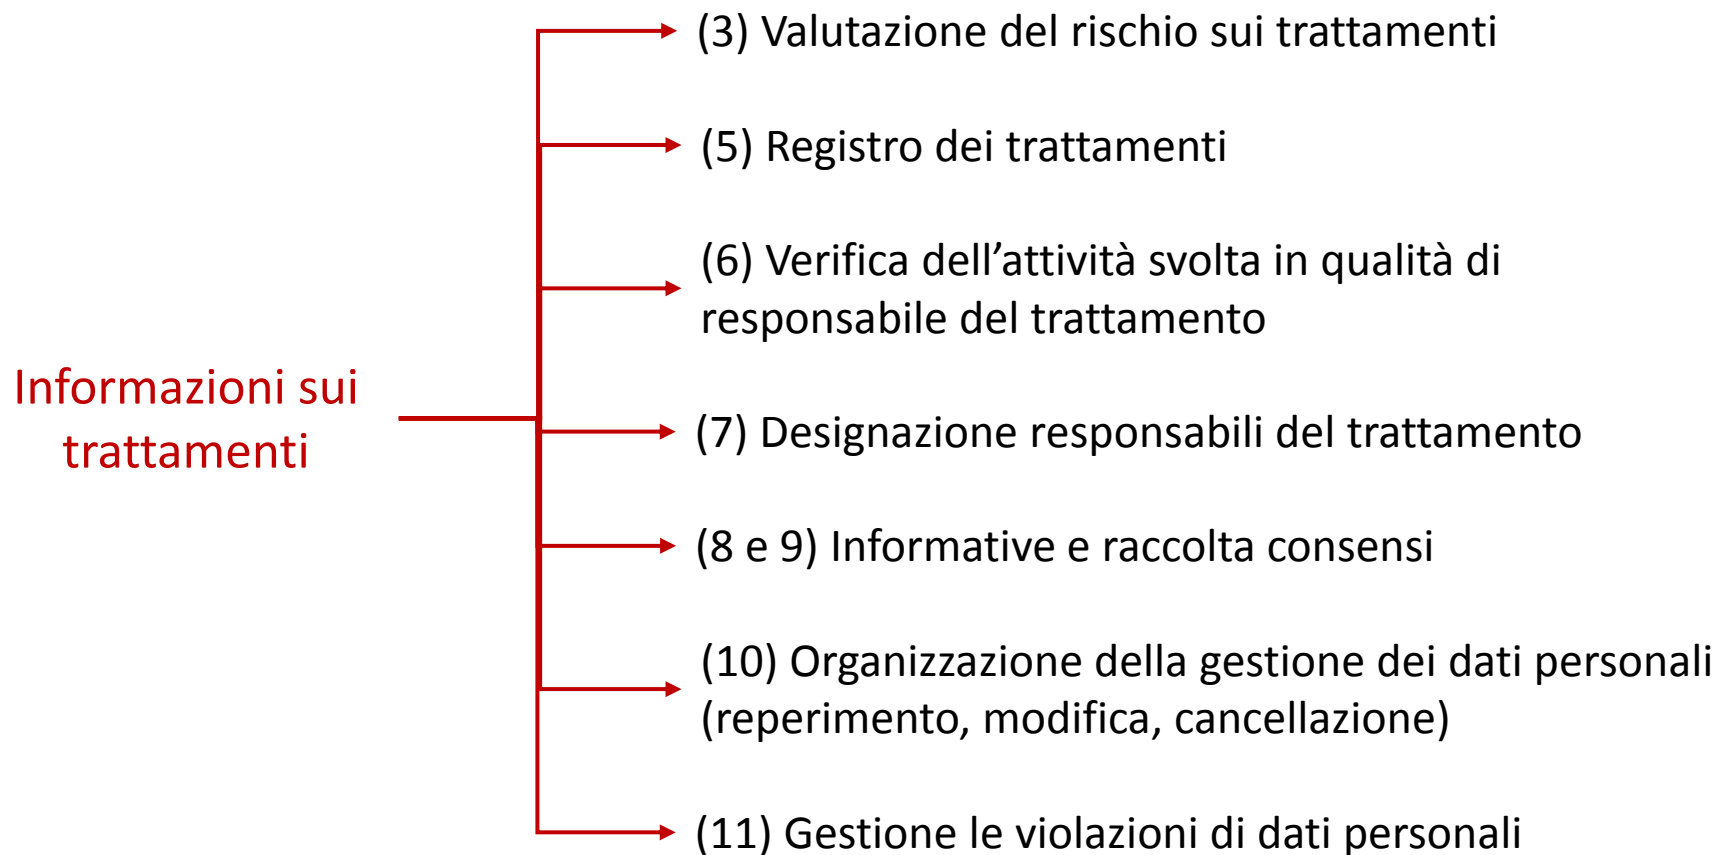 (3) Valutazione del rischio sui trattamenti
(5) Registro dei trattamenti
(6) Verifica dell’attività svolta in qualità di
responsabile del trattamento
Informazioni sui
trattamenti
(7) Designazione responsabili del trattamento
(8 e 9) Informative e raccolta consensi
(10) Organizzazione della gestione dei dati personali
(reperimento, modifica, cancellazione)
(11) Gestione le violazioni di dati personali